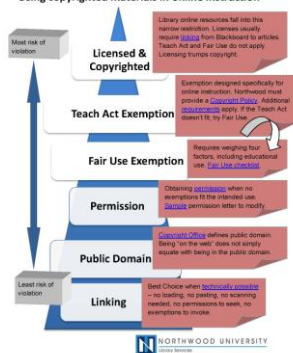 Using Copyrighted Materials in Online Instruction
Most risk of
violation
Licensed &
Copyrighted
Library online resources fall into this
narrow restriction. Licenses usually
require linking from Blackboard to articles.
Teach Act and Fair Use do not apply.
Licensing trumps copyright.
Teach Act Exemption
Exemption designed specifically for
online instruction. Northwood must
provide a Copyright Policy. Additional
requirements apply. If the Teach Act
doesn't fit, try Fair Use.
Fair Use Exemption
Requires weighing four
factors, including educational
use. Fair Use checklist.
Permission
Obtaining permission when no
exemptions fit the intended use.
Sample permission letter to modify.
Public Domain
Copyright Office defines public domain.
Being "on the web" does not simply
equate with being in the public domain.
Least risk of
violation
Linking
Best Choice when technically possible
– no loading, no pasting, no scanning
needed, no permissions to seek, no
exemptions to invoke.
NORTHWOOD UNIVERSITY
Library Services